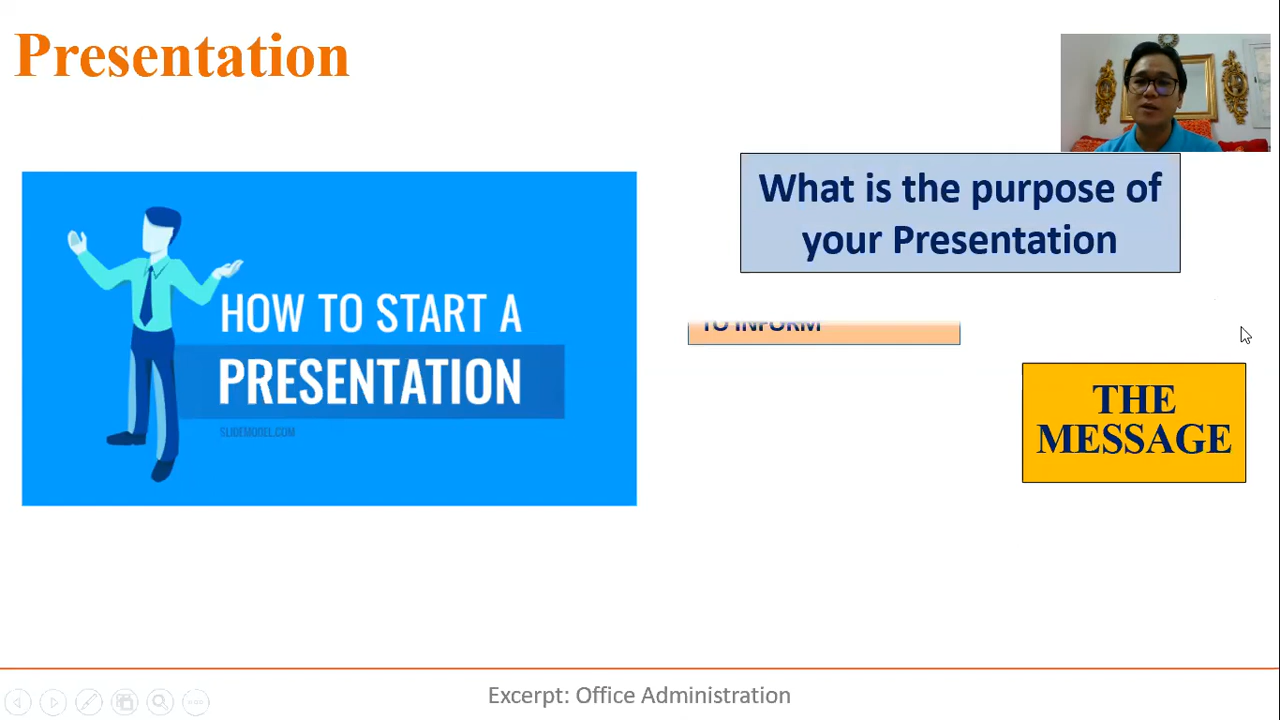 Presentation
What is the purpose of
your Presentation
HOW TO START A
PRESENTATION
SLIDEMODEL.COM
TO INFORM
THE
MESSAGE
Excerpt: Office Administration